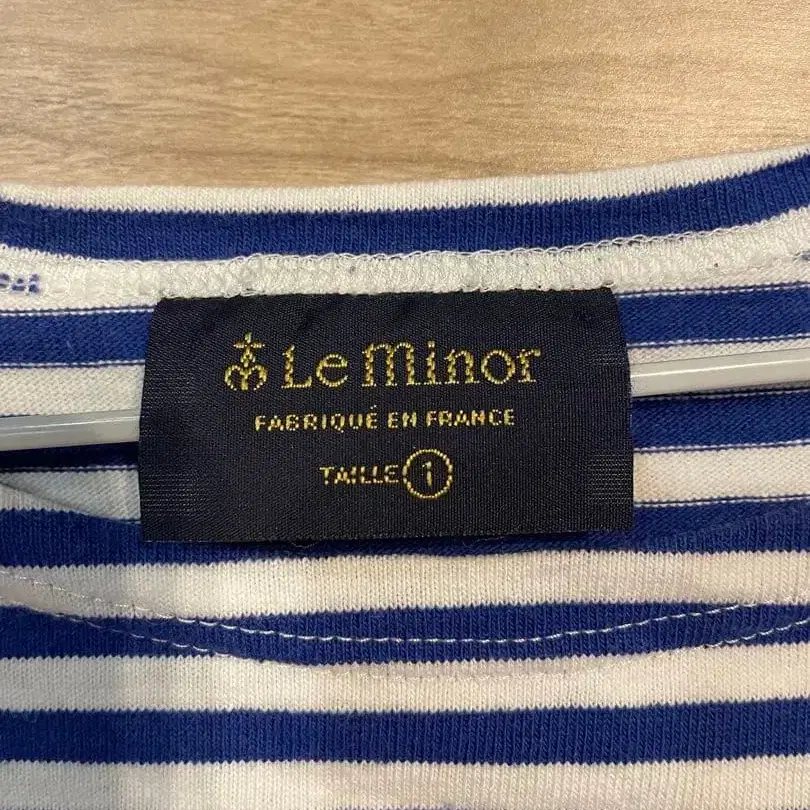 Le minor
FABRIQUÉ EN FRANCE
TAILLE 1